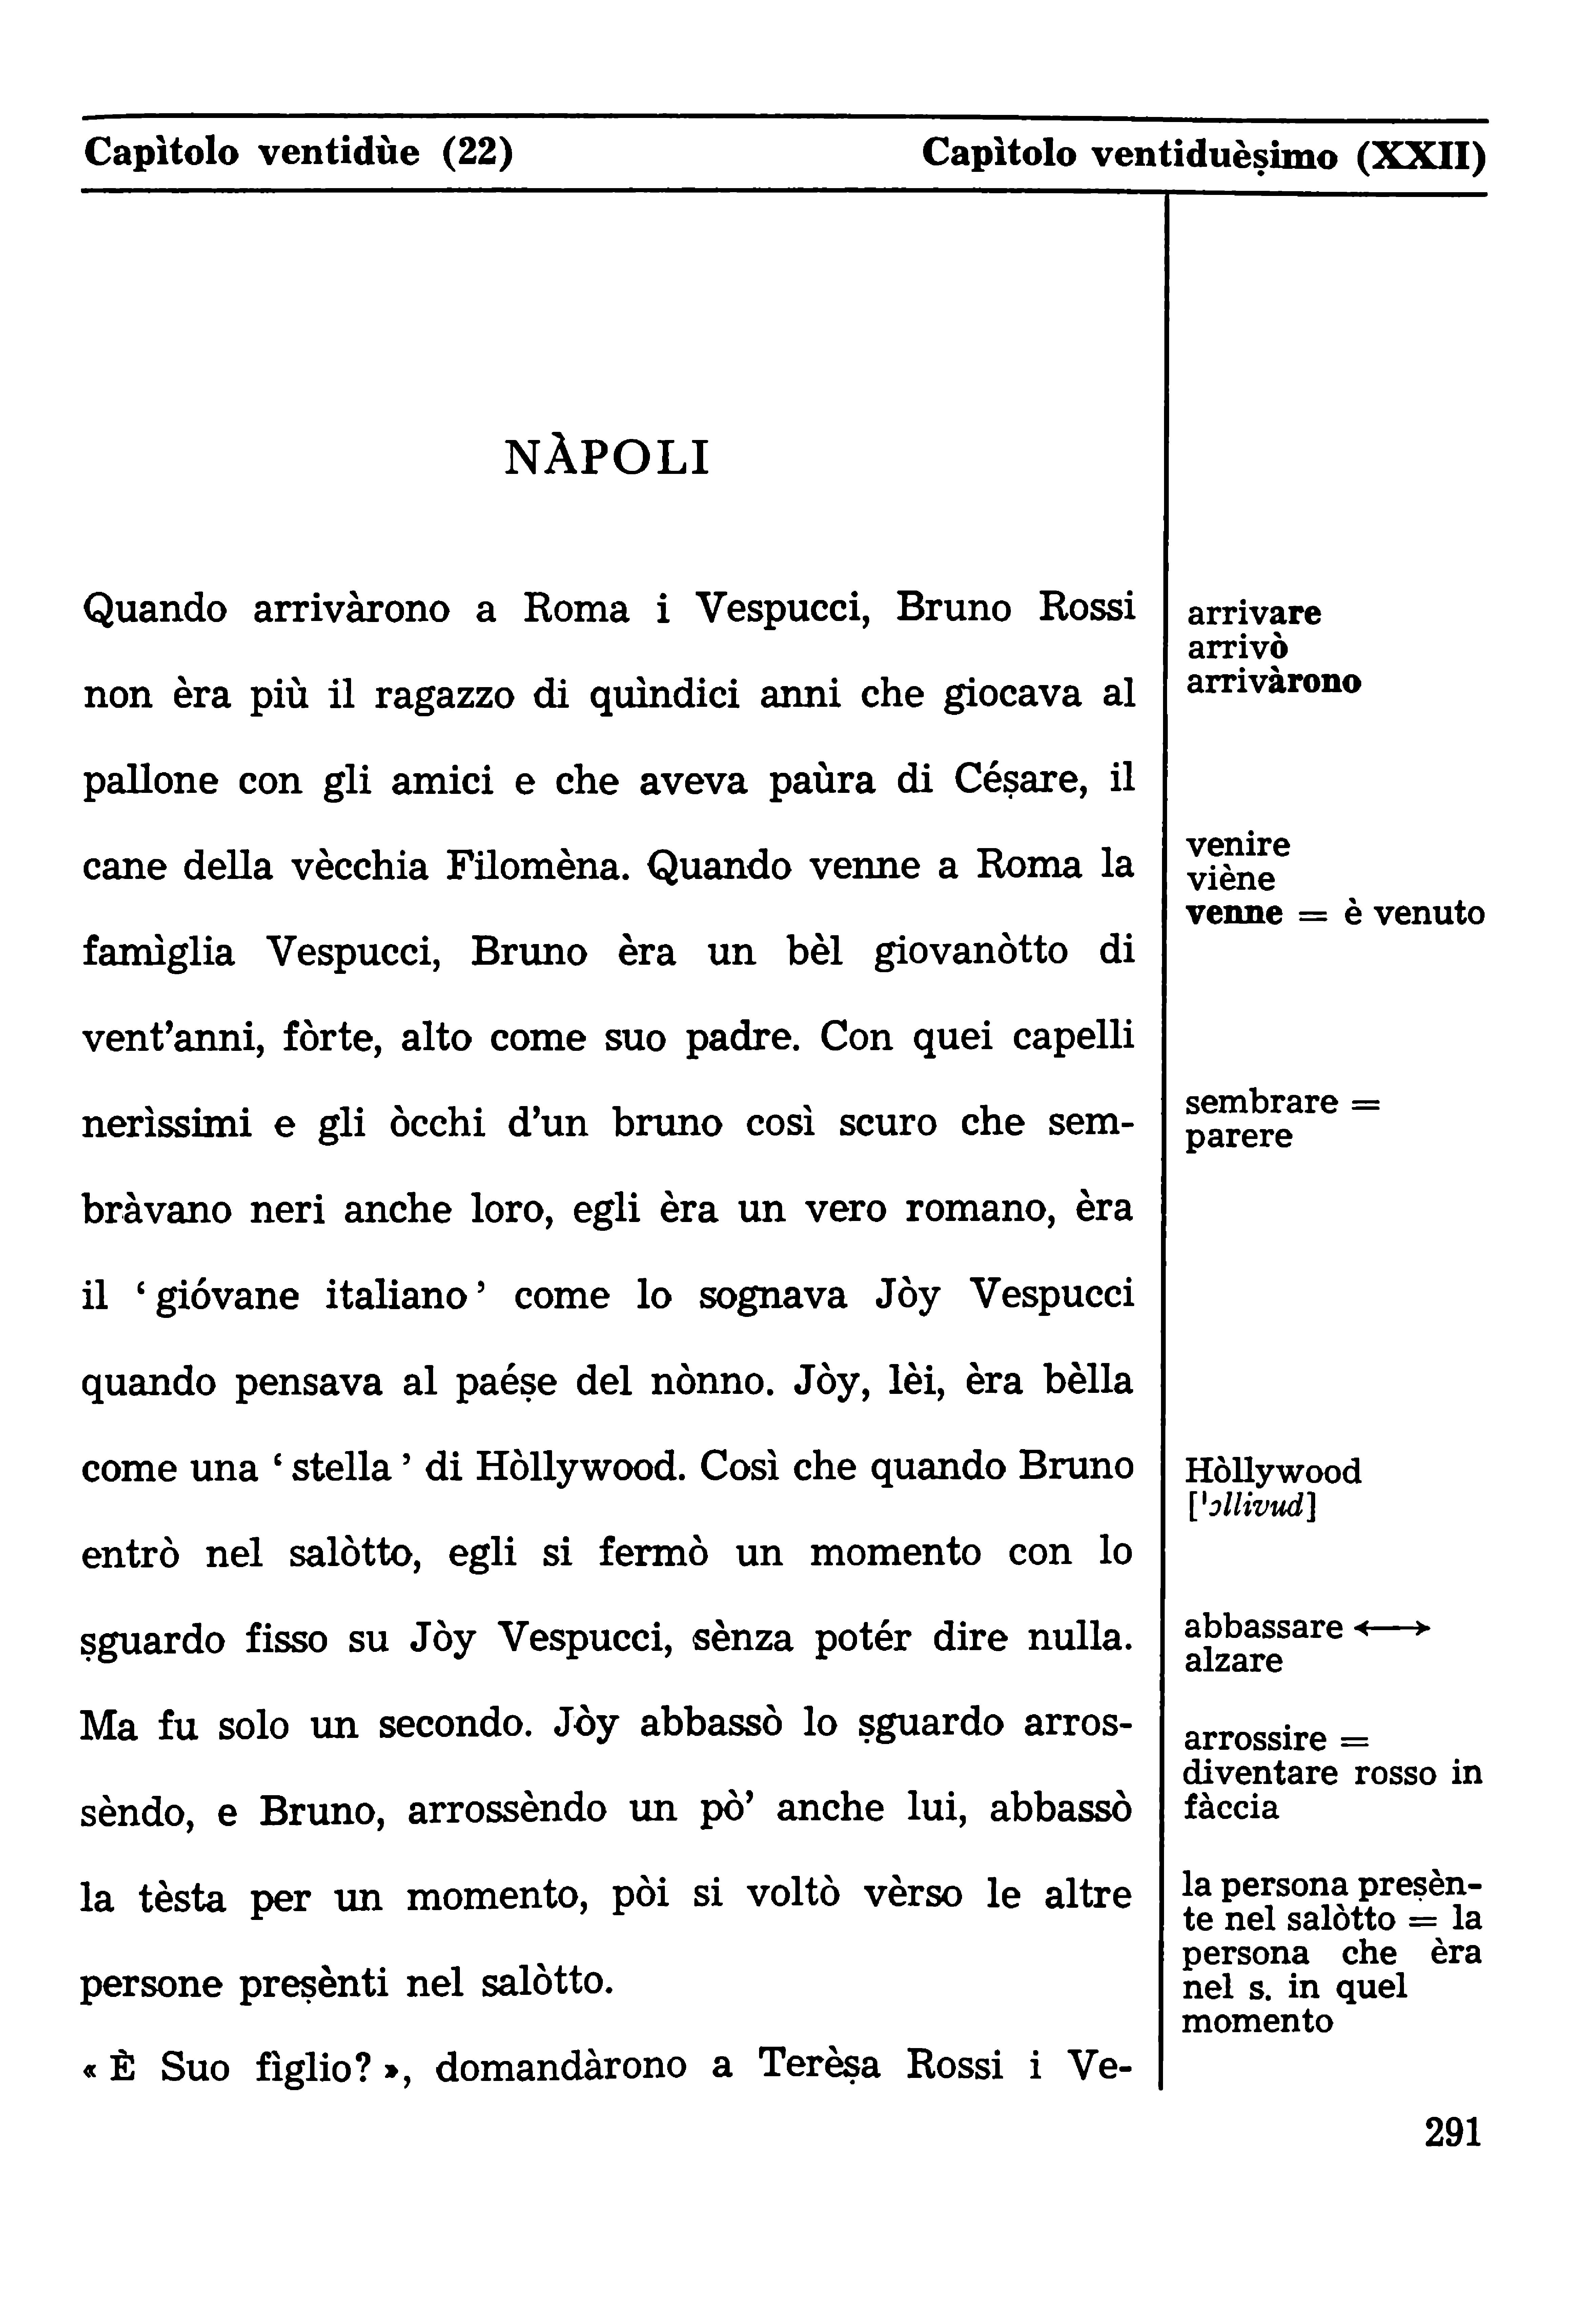 Capìtolo ventidùe (22)
Capìtolo ventiduèṣimo (XXII)
NÀPOLI
Quando arrivàrono a Roma i Vespucci, Bruno Rossi
non èra più il ragazzo di quìndici anni che giocava al
pallone con gli amici e che aveva paùra di Céṣare, il
cane della vècchia Filomèna. Quando venne a Roma la
famìglia Vespucci, Bruno èra un bèl giovanòtto di
vent’anni, fòrte, alto come suo padre. Con quei capelli
nerìssimi e gli òcchi d’un bruno così scuro che sem-
bràvano neri anche loro, egli èra un vero romano, èra
il ‘ gióvane italiano ’ come lo sognava Jòy Vespucci
quando pensava al paéṣe del nònno. Jòy, lèi, èra bèlla
come una ‘ stella ’ di Hòllywood. Così che quando Bruno
entrò nel salòtto, egli si fermò un momento con lo
ṣguardo fisso su Jòy Vespucci, sènza potér dire nulla.
Ma fu solo un secondo. Jòy abbassò lo ṣguardo arros-
sèndo, e Bruno, arrossèndo un pò’ anche lui, abbassò
la tèsta per un momento, pòi si voltò vèrso le altre
persone preṣènti nel salòtto.
« È Suo fìglio? », domandàrono a Terèṣa Rossi i Ve-
arrivare
arrivò
arrivàrono
venire
viène
venne = è venuto
sembrare =
parere
Hòllywood
['ɔllivud]
abbassare ⟷
alzare
arrossire =
diventare rosso in
fàccia
la persona preṣèn-
te nel salòtto = la
persona che èra
nel s. in quel
momento
291